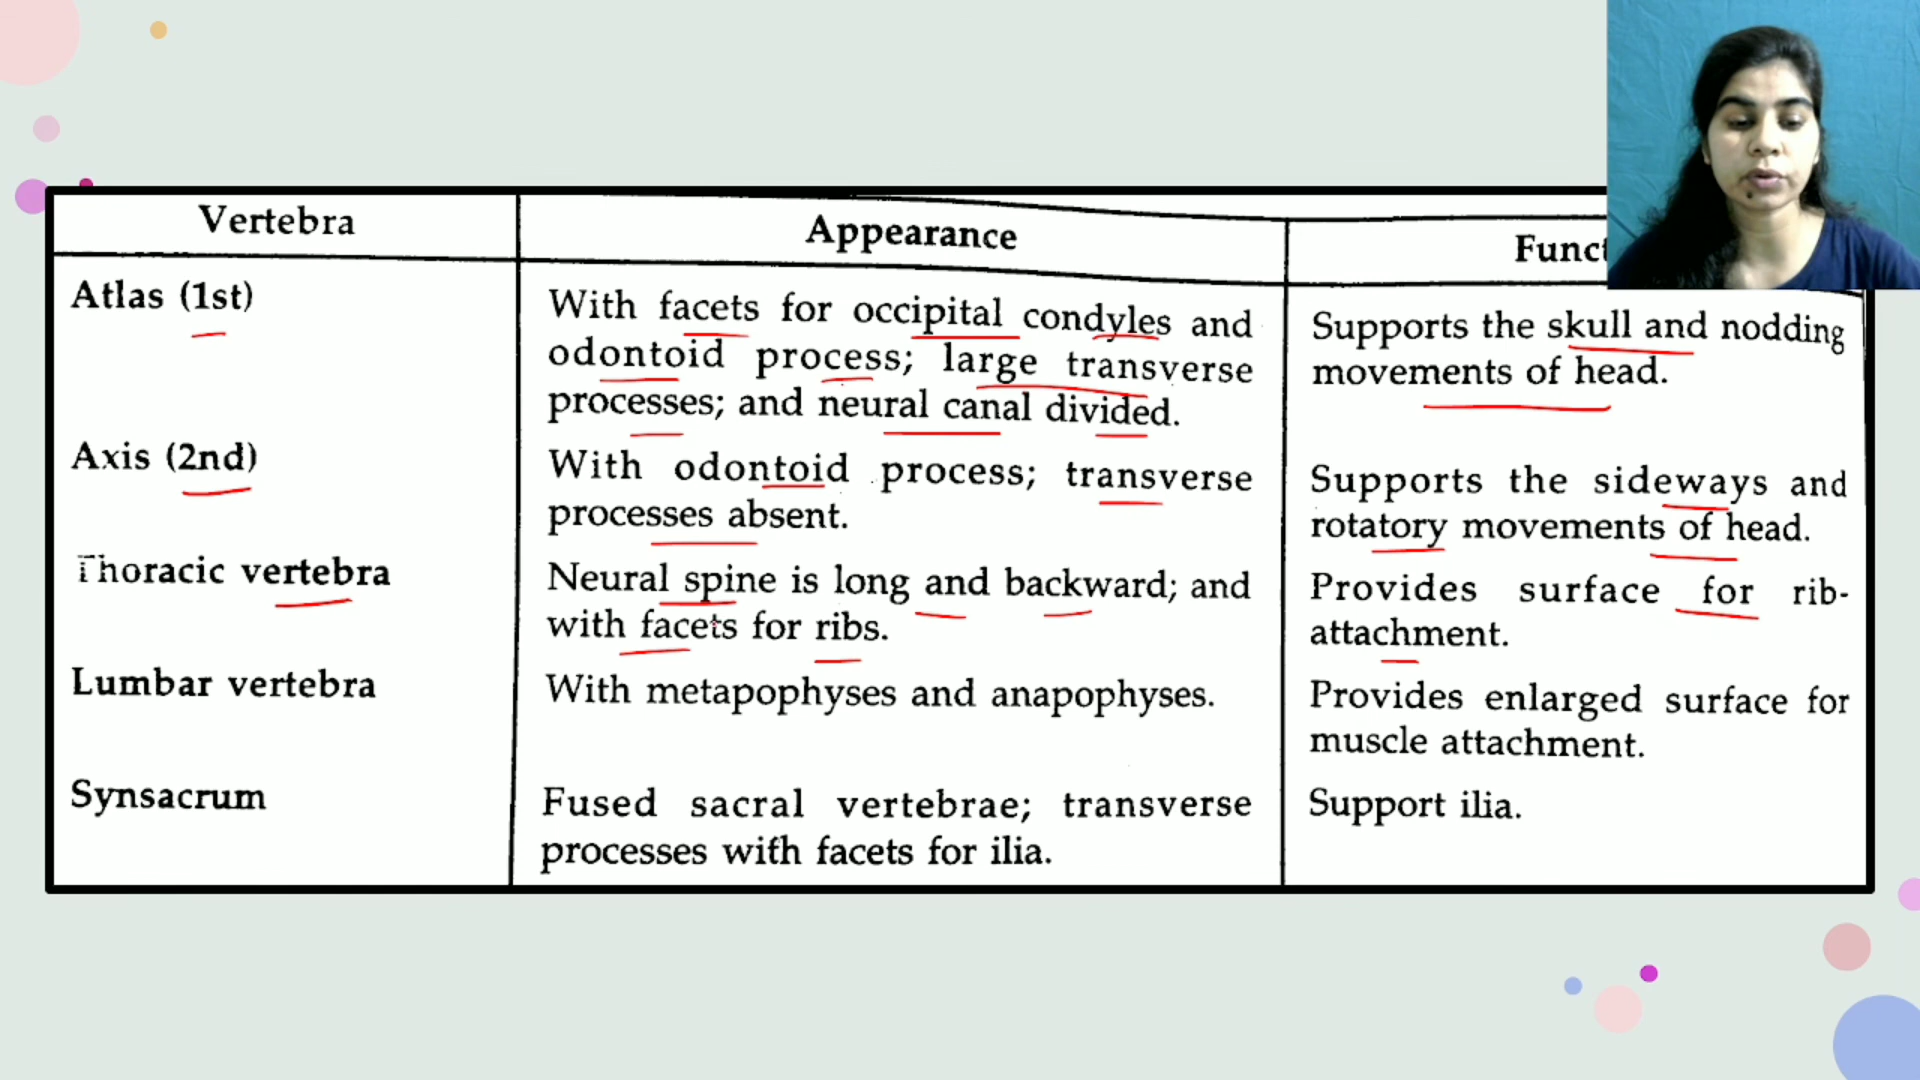 Vertebra
Appearance
Funct
Atlas (1st)
With facets for occipital condyles and
odontoid process; large transverse
processes; and neural canal divided.
Supports the skull and nodding
movements of head.
Axis (2nd)
With odontoid process; transverse
processes absent.
Supports the sideways and
rotatory movements of head.
Thoracic vertebra
Neural spine is long and backward; and
with facets for ribs.
Provides surface for rib-
attachment.
Lumbar vertebra
With metapophyses and anapophyses.
Provides enlarged surface for
muscle attachment.
Synsacrum
Fused sacral vertebrae; transverse
processes with facets for ilia.
Support ilia.